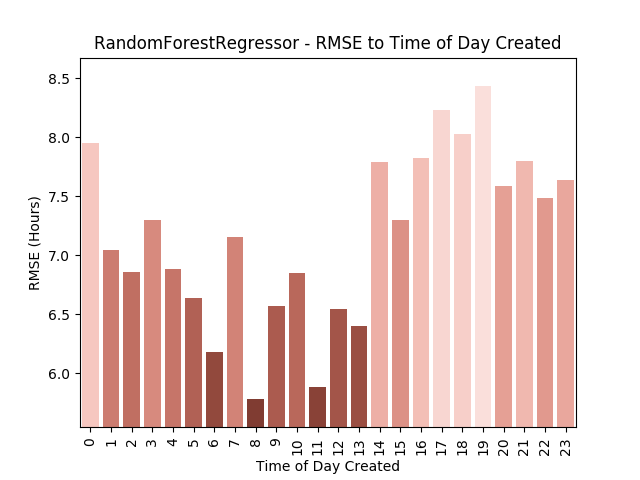 RandomForestRegressor - RMSE to Time of Day Created
8.5
8.0
7.5
7.0
6.5
6.0
RMSE (Hours)
0 1 2 3 4 5 6 7 8 9 10 11 12 13 14 15 16 17 18 19 20 21 22 23
Time of Day Created